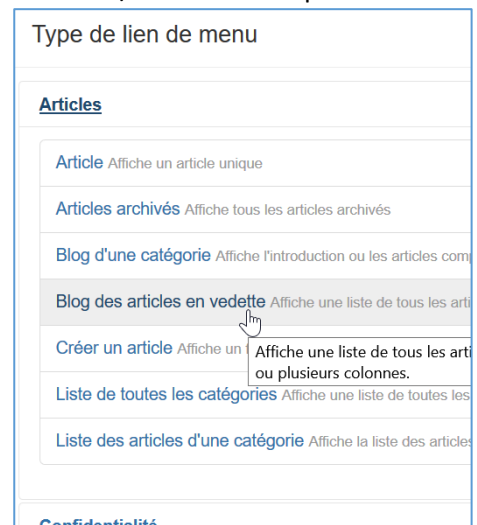 Type de lien de menu
Articles
Article Affiche un article unique
Articles archivés Affiche tous les articles archivés
Blog d'une catégorie Affiche l'introduction ou les articles
Blog des articles en vedette Affiche une liste de tous les
Créer un article Affiche un
Affiche une liste de tous les
ou plusieurs colonnes.
Liste de toutes les catégories Affiche une liste de toutes les
Liste des articles d'une catégorie Affiche la liste des articles
Confidentialité